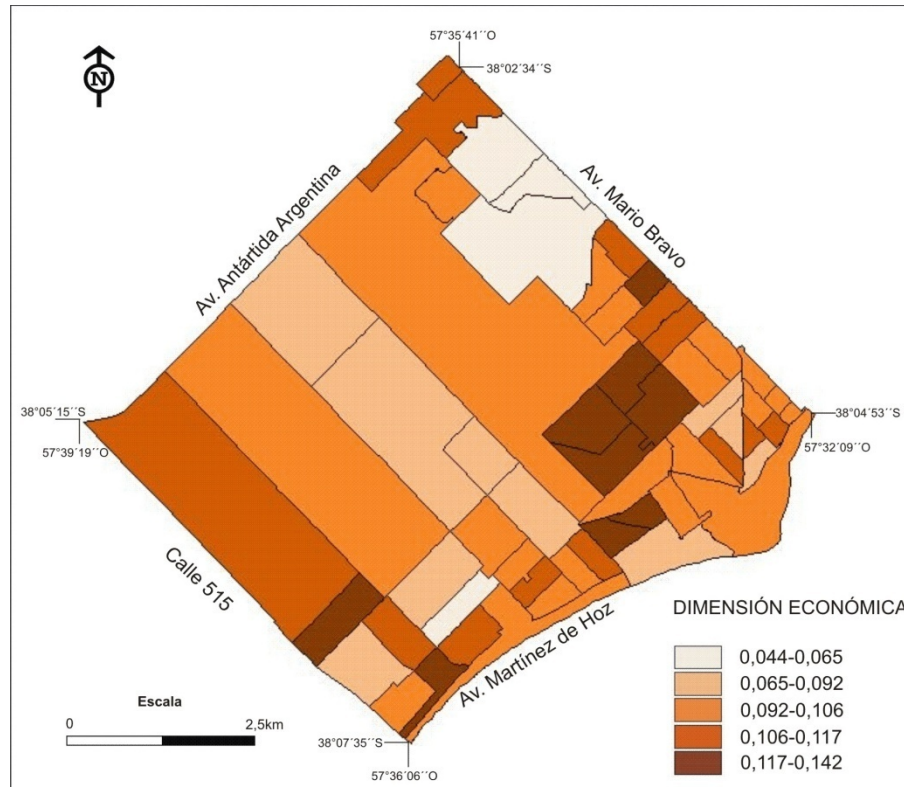 57°35´41´´O
38°02´34´´S
N
Av. Antártida Argentina
Av. Mario Bravo
38°05´15´´S
57°39´19´´O
38°04´53´´S
57°32´09´´O
Calle 515
Av. Martínez de Hoz
DIMENSIÓN ECONÓMICA
0,044-0,065
0,065-0,092
0,092-0,106
0,106-0,117
0,117-0,142
Escala
0 2,5km
38°07´35´´S
57°36´06´´O